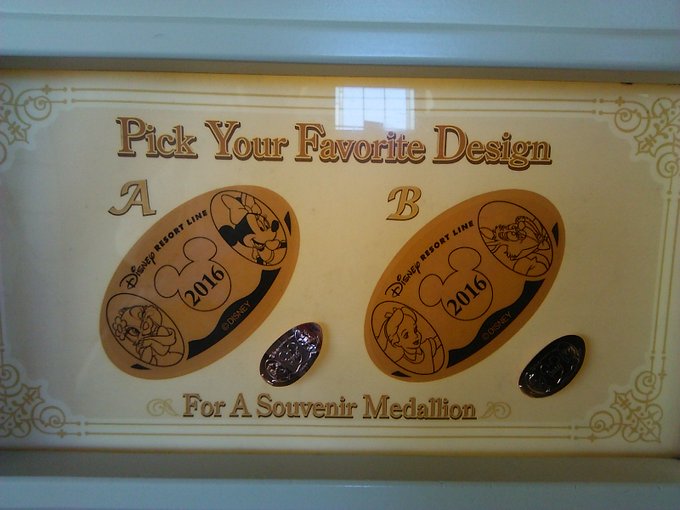 Pick Your Favorite Design
A
DISNEY RESORT LINE
2016
©DISNEY
B
DISNEY RESORT LINE
2016
©DISNEY
For A Souvenir Medallion